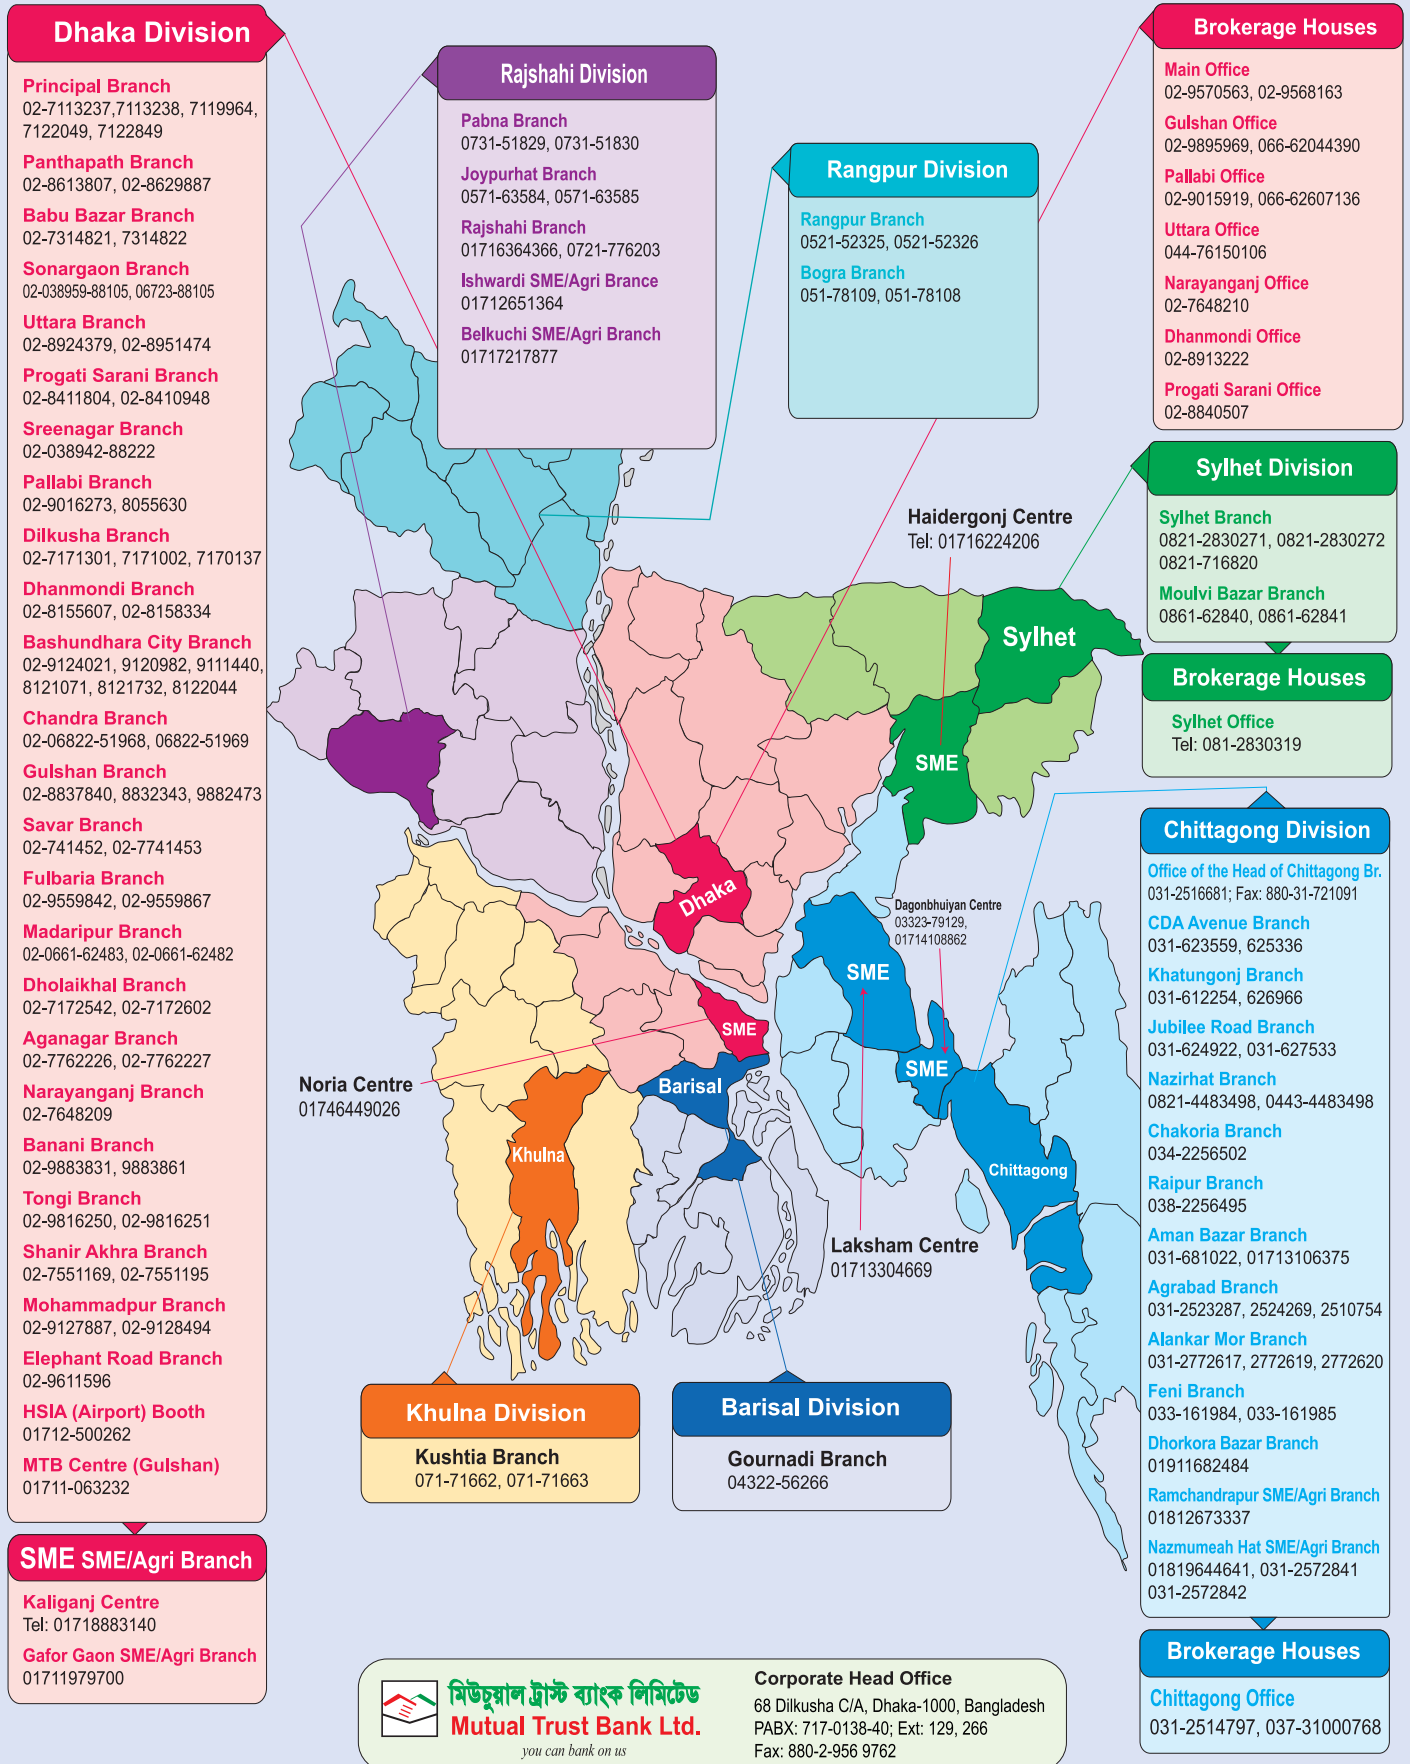 Dhaka Division
Principal Branch
02-7113237,7113238, 7119964,
7122049, 7122849
Panthapath Branch
02-8613807, 02-8629887
Babu Bazar Branch
02-7314821, 7314822
Sonargaon Branch
02-038959-88105, 06723-88105
Uttara Branch
02-8924379, 02-8951474
Progati Sarani Branch
02-8411804, 02-8410948
Sreenagar Branch
02-038942-88222
Pallabi Branch
02-9016273, 8055630
Dilkusha Branch
02-7171301, 7171002, 7170137
Dhanmondi Branch
02-8155607, 02-8158334
Bashundhara City Branch
02-9124021, 9120982, 9111440,
8121071, 8121732, 8122044
Chandra Branch
02-06822-51968, 06822-51969
Gulshan Branch
02-8837840, 8832343, 9882473
Savar Branch
02-741452, 02-7741453
Fulbaria Branch
02-9559842, 02-9559867
Madaripur Branch
02-0661-62483, 02-0661-62482
Dholaikhal Branch
02-7172542, 02-7172602
Aganagar Branch
02-7762226, 02-7762227
Narayanganj Branch
02-7648209
Banani Branch
02-9883831, 9883861
Tongi Branch
02-9816250, 02-9816251
Shanir Akhra Branch
02-7551169, 02-7551195
Mohammadpur Branch
02-9127887, 02-9128494
Elephant Road Branch
02-9611596
HSIA (Airport) Booth
01712-500262
MTB Centre (Gulshan)
01711-063232
SME SME/Agri Branch
Kaliganj Centre
Tel: 01718883140
Gafor Gaon SME/Agri Branch
01711979700
Rajshahi Division
Pabna Branch
0731-51829, 0731-51830
Joypurhat Branch
0571-63584, 0571-63585
Rajshahi Branch
01716364366, 0721-776203
Ishwardi SME/Agri Brance
01712651364
Belkuchi SME/Agri Branch
01717217877
Rangpur Division
Rangpur Branch
0521-52325, 0521-52326
Bogra Branch
051-78109, 051-78108
Brokerage Houses
Main Office
02-9570563, 02-9568163
Gulshan Office
02-9895969, 066-62044390
Pallabi Office
02-9015919, 066-62607136
Uttara Office
044-76150106
Narayanganj Office
02-7648210
Dhanmondi Office
02-8913222
Progati Sarani Office
02-8840507
Sylhet Division
Sylhet Branch
0821-2830271, 0821-2830272
0821-716820
Moulvi Bazar Branch
0861-62840, 0861-62841
Brokerage Houses
Sylhet Office
Tel: 081-2830319
Haidergonj Centre
Tel: 01716224206
Sylhet
SME
Dhaka
Dagonbhuiyan Centre
03323-79129,
01714108862
SME
SME
SME
Noria Centre
01746449026
Barisal
Khulna
Chittagong
Laksham Centre
01713304669
Chittagong Division
Office of the Head of Chittagong Br.
031-2516681; Fax: 880-31-721091
CDA Avenue Branch
031-623559, 625336
Khatungonj Branch
031-612254, 626966
Jubilee Road Branch
031-624922, 031-627533
Nazirhat Branch
0821-4483498, 0443-4483498
Chakoria Branch
034-2256502
Raipur Branch
038-2256495
Aman Bazar Branch
031-681022, 01713106375
Agrabad Branch
031-2523287, 2524269, 2510754
Alankar Mor Branch
031-2772617, 2772619, 2772620
Feni Branch
033-161984, 033-161985
Dhorkora Bazar Branch
01911682484
Ramchandrapur SME/Agri Branch
01812673337
Nazmumeah Hat SME/Agri Branch
01819644641, 031-2572841
031-2572842
Brokerage Houses
Chittagong Office
031-2514797, 037-31000768
Khulna Division
Kushtia Branch
071-71662, 071-71663
Barisal Division
Gournadi Branch
04322-56266
মিউচুয়াল ট্রাস্ট ব্যাংক লিমিটেড
Mutual Trust Bank Ltd.
you can bank on us
Corporate Head Office
68 Dilkusha C/A, Dhaka-1000, Bangladesh
PABX: 717-0138-40; Ext: 129, 266
Fax: 880-2-956 9762